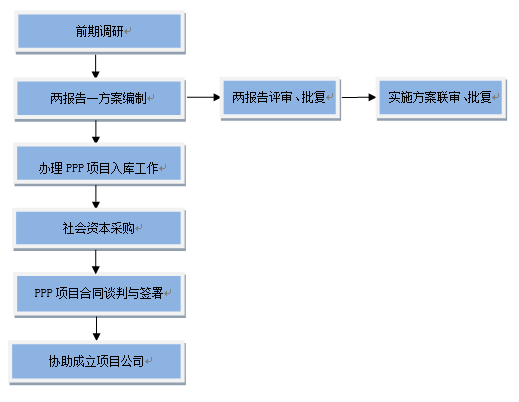 前期调研
两报告一方案编制
两报告评审、批复
实施方案联审、批复
办理 PPP 项目入库工作
社会资本采购
PPP 项目合同谈判与签署
协助成立项目公司